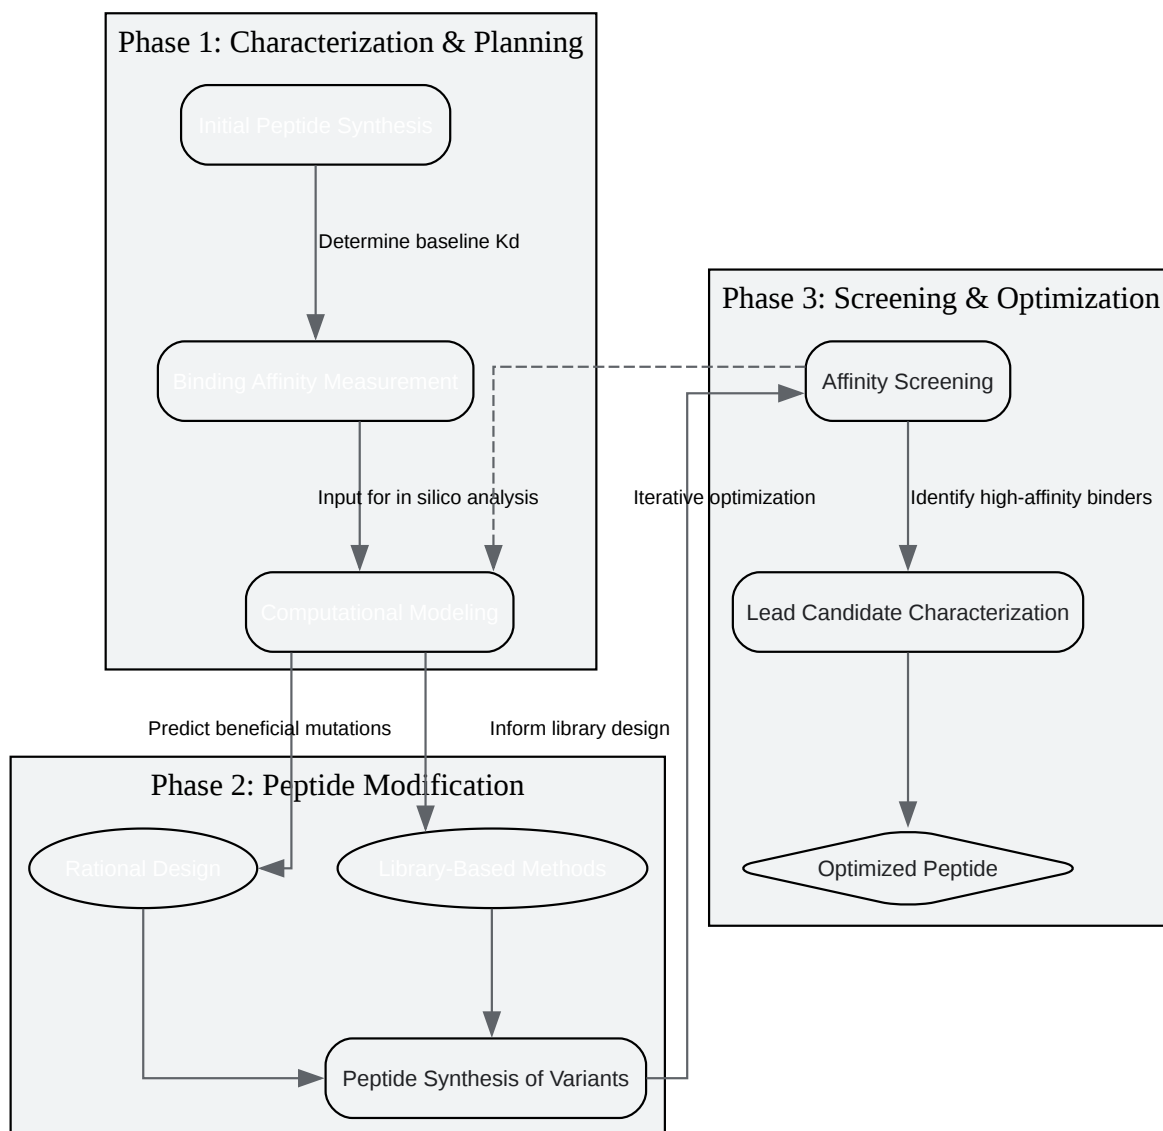 Phase 1: Characterization & Planning
Initial Peptide Synthesis
Determine baseline Kd
Binding Affinity Measurement
Input for in silico analysis
Computational Modeling
Predict beneficial mutations
Inform library design
Phase 2: Peptide Modification
Rational Design
Library-Based Methods
Peptide Synthesis of Variants
Phase 3: Screening & Optimization
Affinity Screening
Iterative optimization
Identify high-affinity binders
Lead Candidate Characterization
Optimized Peptide